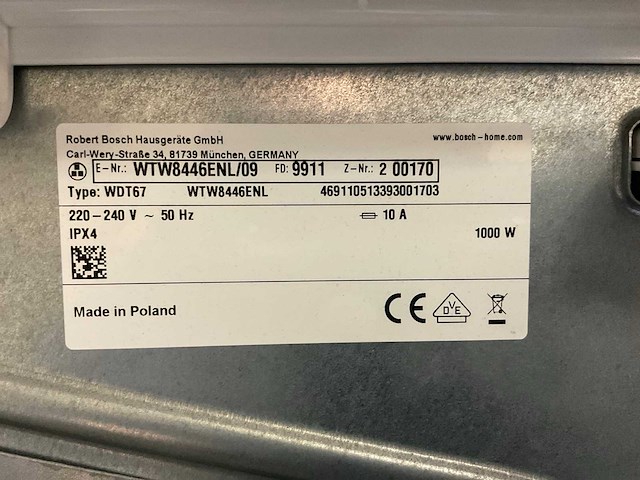 Robert Bosch Hausgeräte GmbH www.bosch-home.com
Carl-Wery-Straße 34, 81739 München, GERMANY
E-Nr.: WTW8446ENL/09 FD: 9911 Z-Nr.: 2 00170
Type: WDT67 WTW8446ENL 469110513393001703
220-240 V ~ 50 Hz 10 A
IPX4 1000 W
Made in Poland CE DVE